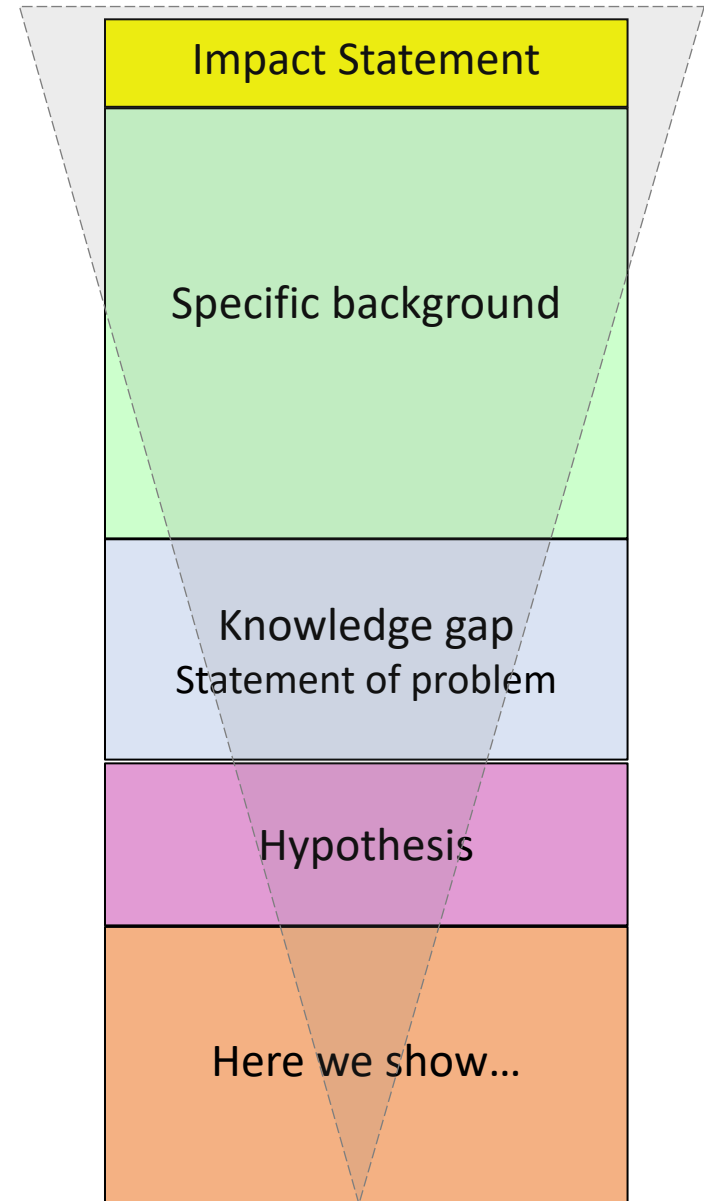 Impact Statement
Specific background
Knowledge gap
Statement of problem
Hypothesis
Here we show…